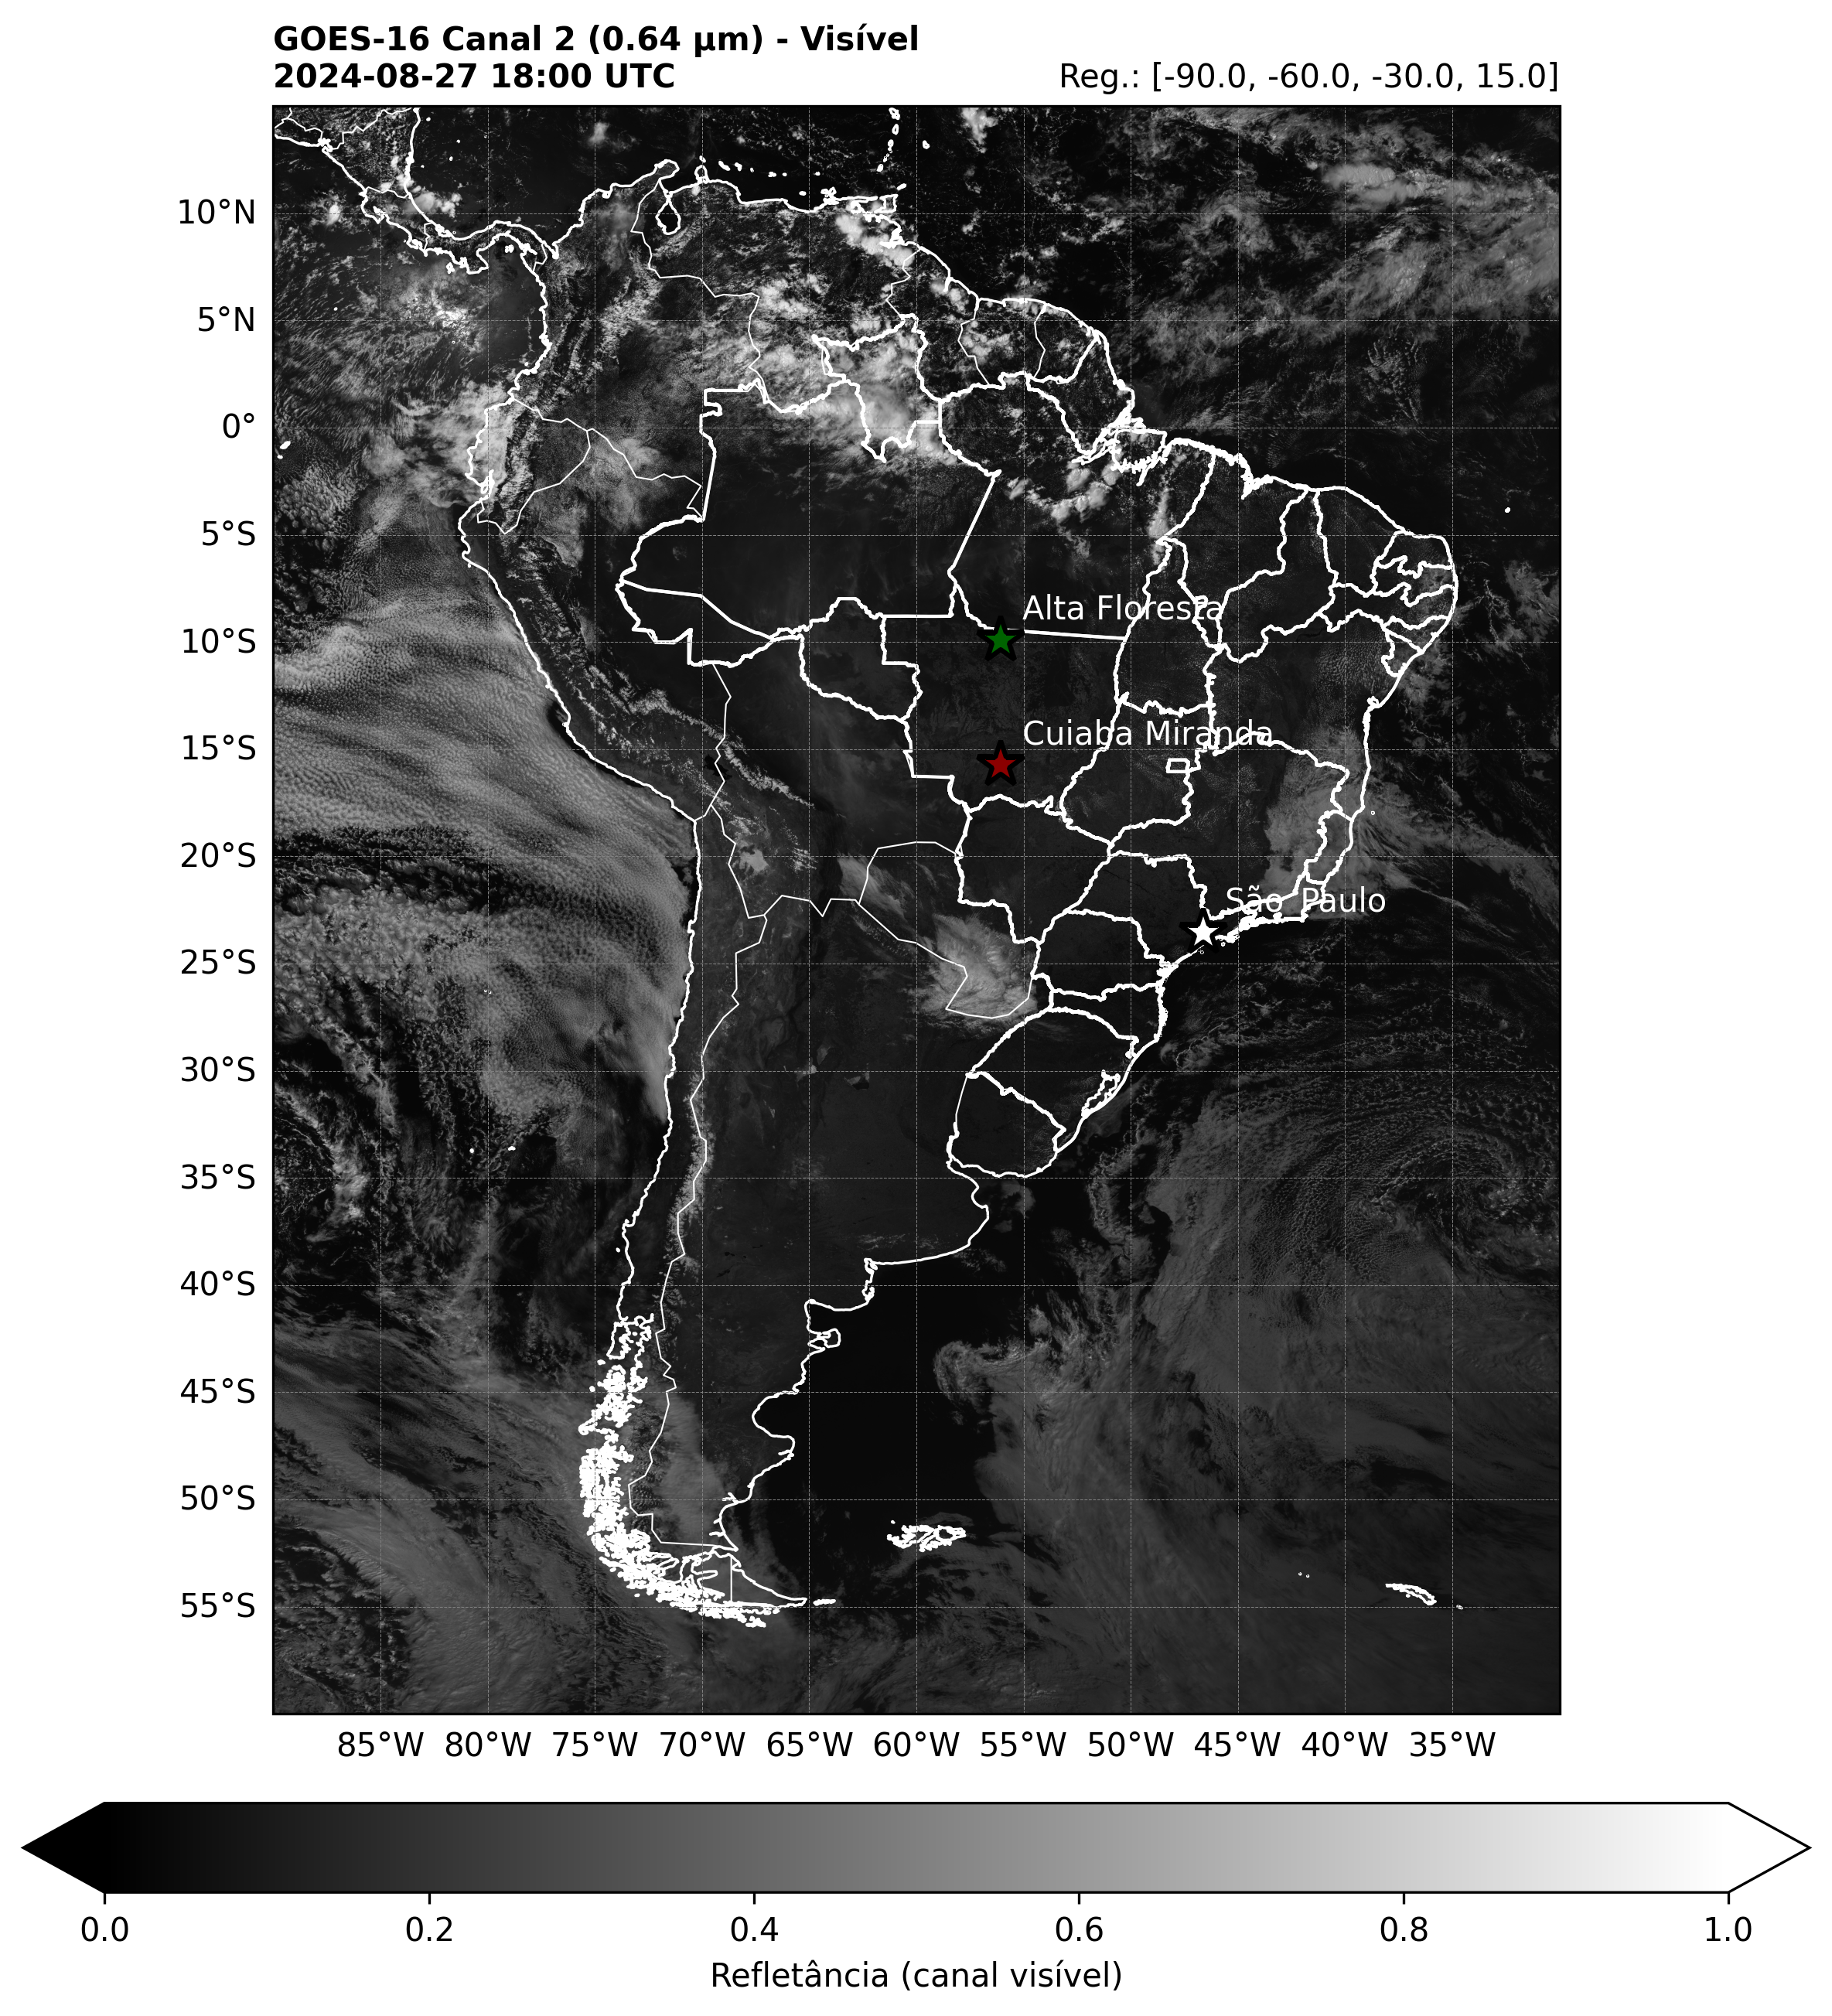 GOES-16 Canal 2 (0.64 µm) - Visível
2024-08-27 18:00 UTC
Reg.: [-90.0, -60.0, -30.0, 15.0]
10°N
5°N
0°
5°S
10°S
15°S
20°S
25°S
30°S
35°S
40°S
45°S
50°S
55°S
Alta Floresta
Cuiaba Miranda
São Paulo
85°W 80°W 75°W 70°W 65°W 60°W 55°W 50°W 45°W 40°W 35°W
0.0 0.2 0.4 0.6 0.8 1.0
Refletância (canal visível)